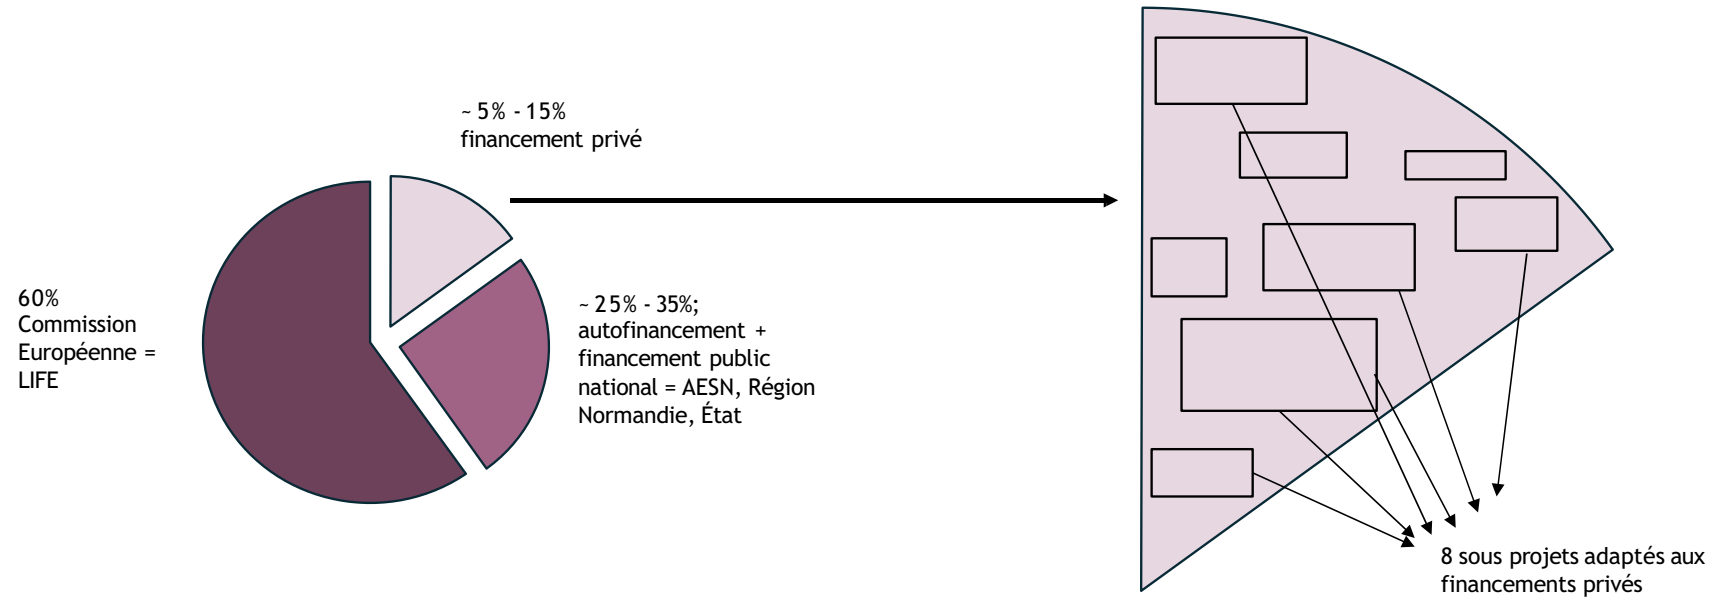 ~ 5% - 15%
financement privé
60%
Commission
Européenne =
LIFE
~ 25% - 35%;
autofinancement +
financement public
national = AESN, Région
Normandie, État
8 sous projets adaptés aux
financements privés